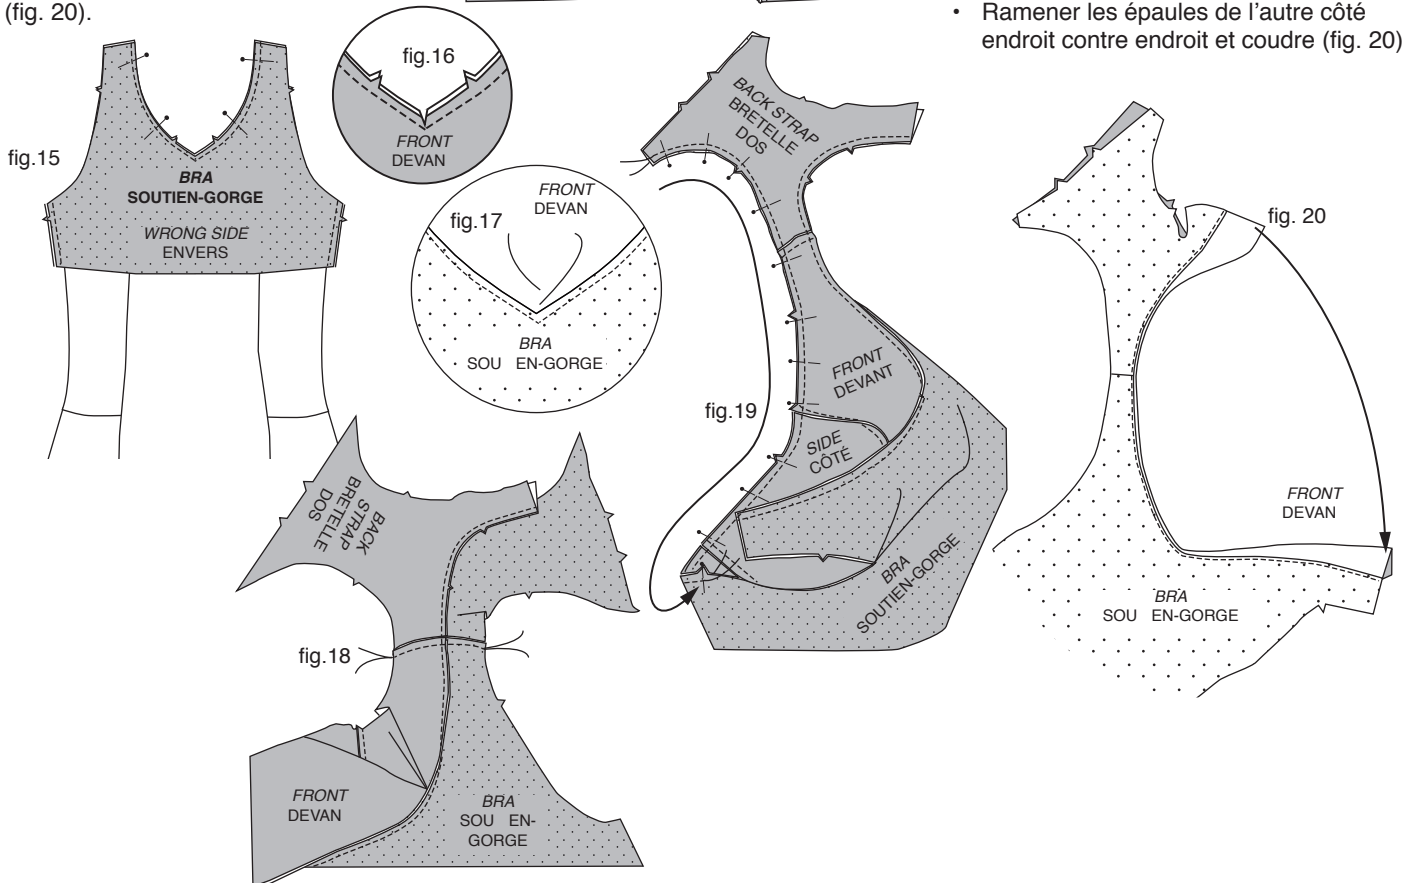 (fig. 20).
• Ramener les épaules de l'autre côté
endroit contre endroit et coudre (fig. 20)
fig.15
BRA
SOUTIEN-GORGE
WRONG SIDE
ENVERS
fig.16
FRONT
DEVAN
fig.17
FRONT
DEVAN
BRA
SOU EN-GORGE
BACK STRAP
BRETELLE
DOS
fig.19
FRONT
DEVANT
SIDE
CÔTÉ
BRA
SOUTIEN-GORGE
fig. 20
FRONT
DEVAN
BRA
SOU EN-GORGE
BACK
STRAP
BRETELLE
DOS
fig.18
FRONT
DEVAN
BRA
SOU EN-
GORGE